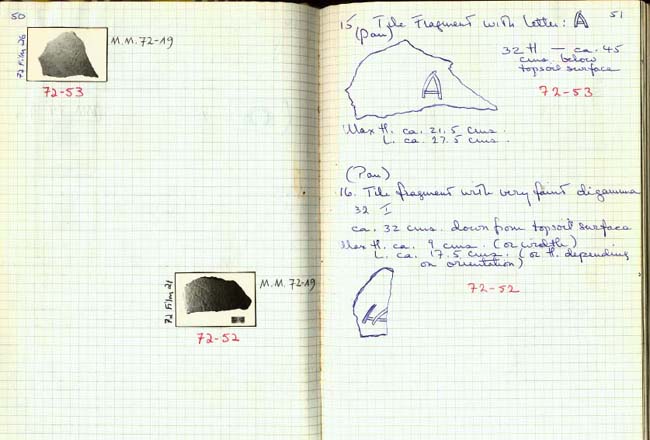 50
72 Film 26
M.M. 72-19
72-53
72 Film 21
M.M. 72-19
72-52
51
15 Tile Fragment with Letter: A
(Pan)
32 H – ca. 45
cms. below
topsoil surface
72-53
A
Max H. ca. 21.5 cms.
L. ca. 27.5 cms.
(Pan)
16. Tile fragment with very faint digamma
32 I
ca. 32 cms. down from topsoil surface
Max H. ca. 9 cms. (or width)
L. ca. 17.5 cms. (or H. depending
on orientation)
72-52